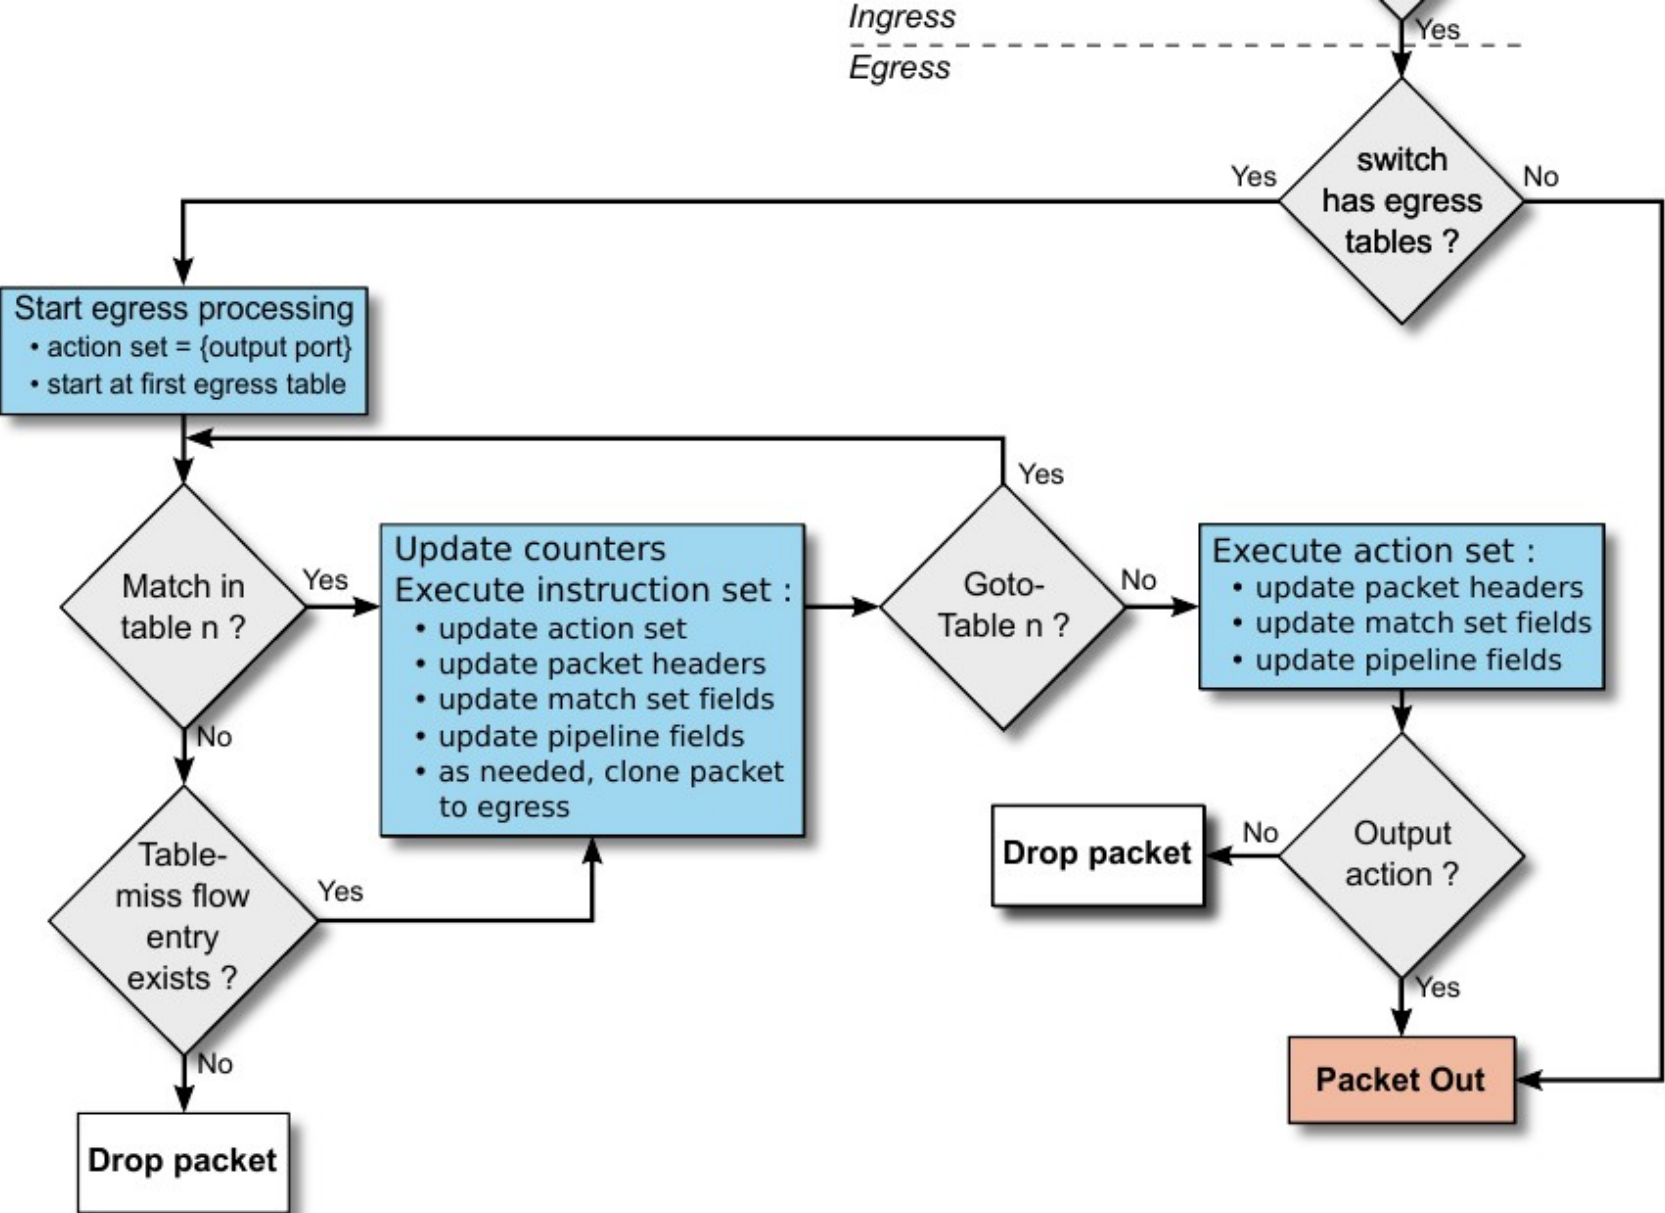 Ingress
Yes
Egress
switch
has egress
tables ?
Yes
No
Start egress processing
• action set = {output port}
• start at first egress table
Yes
Match in
table n ?
Yes
Update counters
Execute instruction set :
• update action set
• update packet headers
• update match set fields
• update pipeline fields
• as needed, clone packet
to egress
Goto-
Table n ?
No
Execute action set :
• update packet headers
• update match set fields
• update pipeline fields
No
Table-
miss flow
entry
exists ?
Yes
Drop packet
No
Output
action ?
Yes
No
Packet Out
Drop packet